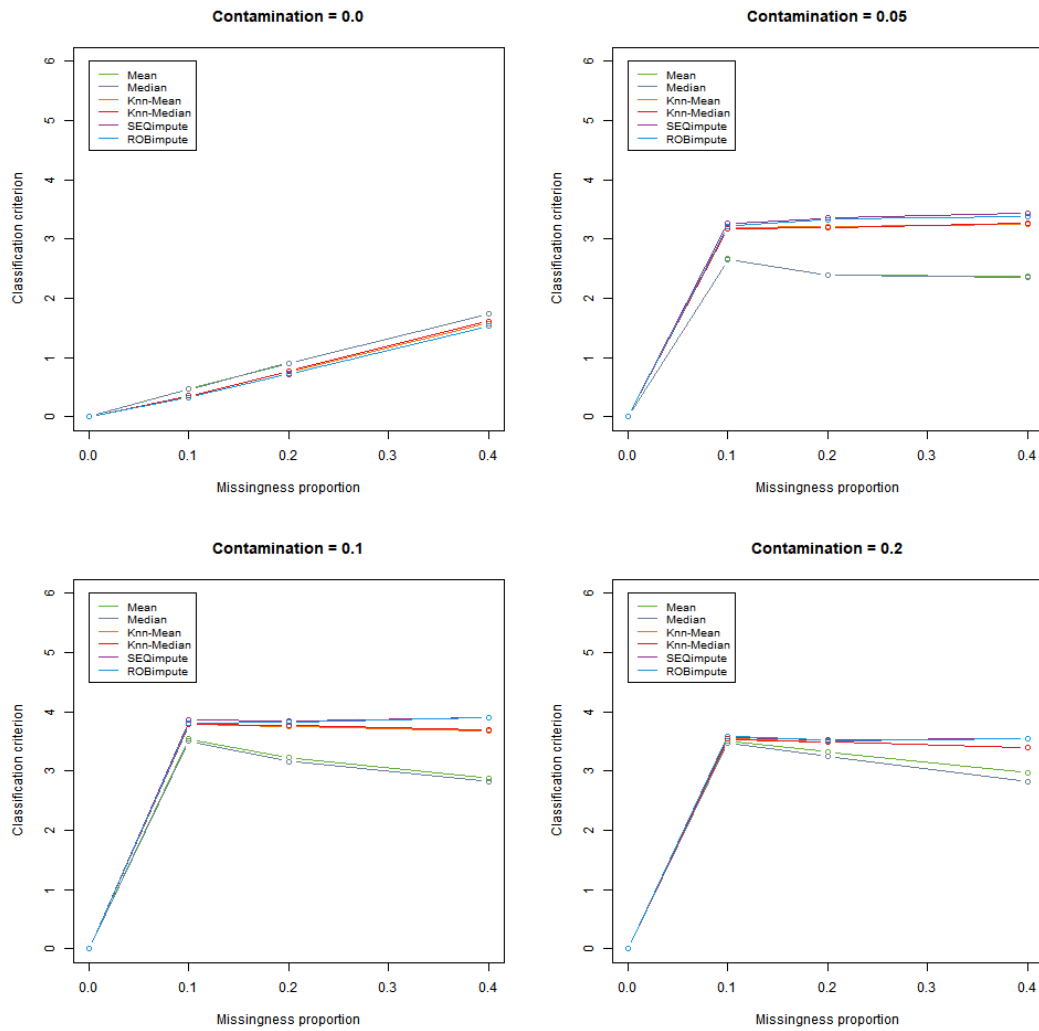 Contamination = 0.0
6
5
4
3
2
1
0
Classification criterion
Mean
Median
Knn-Mean
Knn-Median
SEQimpute
ROBimpute
0.0 0.1 0.2 0.3 0.4
Missingness proportion
Contamination = 0.05
6
5
4
3
2
1
0
Classification criterion
Mean
Median
Knn-Mean
Knn-Median
SEQimpute
ROBimpute
0.0 0.1 0.2 0.3 0.4
Missingness proportion
Contamination = 0.1
6
5
4
3
2
1
0
Classification criterion
Mean
Median
Knn-Mean
Knn-Median
SEQimpute
ROBimpute
0.0 0.1 0.2 0.3 0.4
Missingness proportion
Contamination = 0.2
6
5
4
3
2
1
0
Classification criterion
Mean
Median
Knn-Mean
Knn-Median
SEQimpute
ROBimpute
0.0 0.1 0.2 0.3 0.4
Missingness proportion